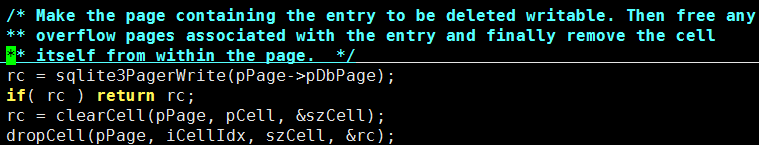 /* Make the page containing the entry to be deleted writable. Then free any
** overflow pages associated with the entry and finally remove the cell
** itself from within the page.  */
rc = sqlite3PagerWrite(pPage->pDbPage);
if( rc ) return rc;
rc = clearCell(pPage, pCell, &szCell);
dropCell(pPage, iCellIdx, szCell, &rc);